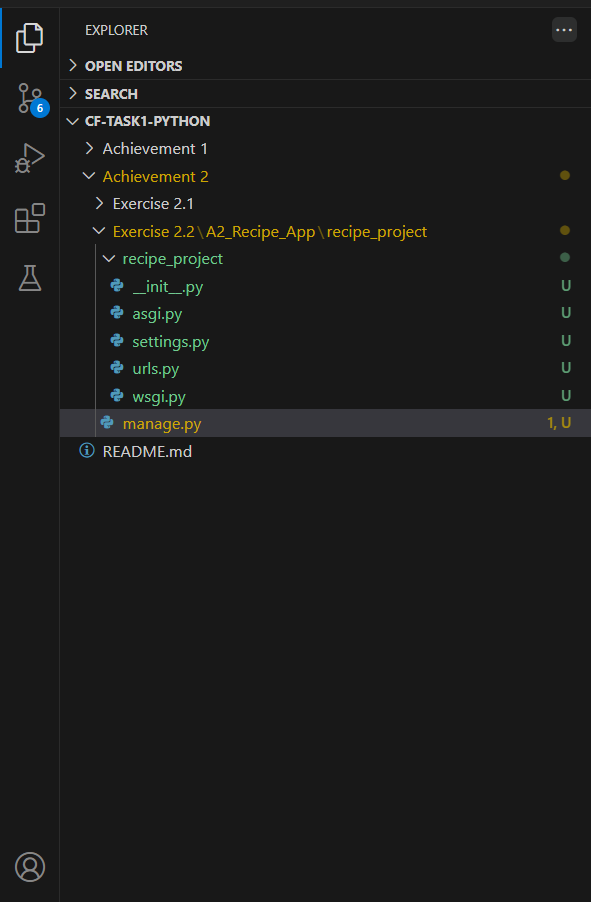 EXPLORER
OPEN EDITORS
SEARCH
6
CF-TASK1-PYTHON
Achievement 1
Achievement 2
Exercise 2.1
Exercise 2.2\A2_Recipe_App\recipe_project
recipe_project
__init__.py U
asgi.py U
settings.py U
urls.py U
wsgi.py U
manage.py 1, U
README.md